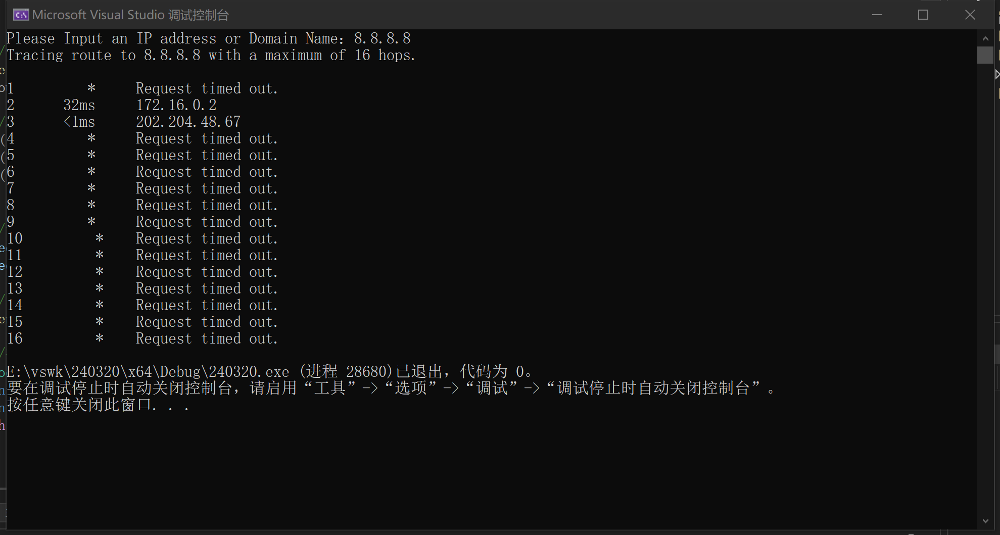 Microsoft Visual Studio 调试控制台
Please Input an IP address or Domain Name: 8.8.8.8
Tracing route to 8.8.8.8 with a maximum of 16 hops.
1 * Request timed out.
2 32ms 172.16.0.2
3 <1ms 202.204.48.67
4 * Request timed out.
5 * Request timed out.
6 * Request timed out.
7 * Request timed out.
8 * Request timed out.
9 * Request timed out.
10 * Request timed out.
11 * Request timed out.
12 * Request timed out.
13 * Request timed out.
14 * Request timed out.
15 * Request timed out.
16 * Request timed out.
E:\vswk\240320\x64\Debug\240320.exe (进程 28680)已退出，代码为 0。
要在调试停止时自动关闭控制台，请启用“工具”->“选项”->“调试”->“调试停止时自动关闭控制台”。
按任意键关闭此窗口. . .